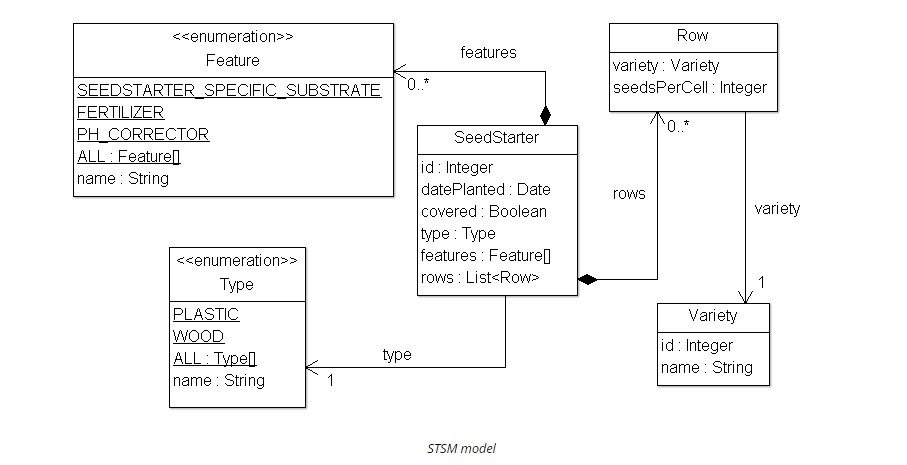 <<enumeration>>
Feature
SEEDSTARTER_SPECIFIC_SUBSTRATE
FERTILIZER
PH_CORRECTOR
ALL : Feature[]
name : String
features
0..*
SeedStarter
id : Integer
datePlanted : Date
covered : Boolean
type : Type
features : Feature[]
rows : List<Row>
Row
variety : Variety
seedsPerCell : Integer
0..*
rows
variety
1
<<enumeration>>
Type
PLASTIC
WOOD
ALL : Type[]
name : String
type
1
Variety
id : Integer
name : String
STSM model